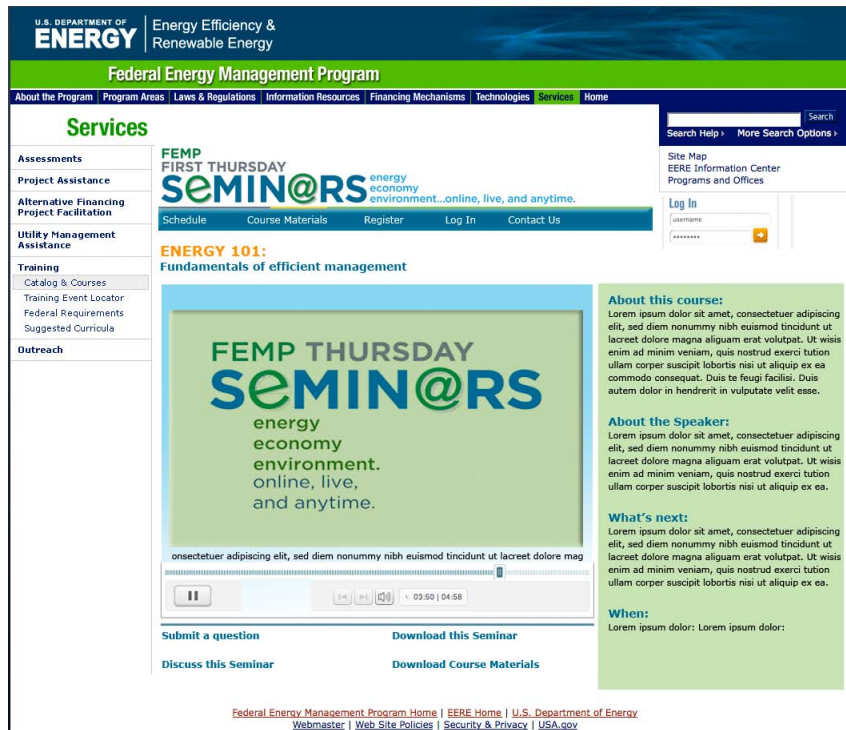 U.S. DEPARTMENT OF
ENERGY
Energy Efficiency &
Renewable Energy
Federal Energy Management Program
About the Program | Program Areas | Laws & Regulations | Information Resources | Financing Mechanisms | Technologies | Services | Home
Services
Search
Search Help More Search Options
Site Map
EERE Information Center
Programs and Offices
Log In
username
••••••••
Assessments
Project Assistance
Alternative Financing
Project Facilitation
Utility Management
Assistance
Training
Catalog & Courses
Training Event Locator
Federal Requirements
Suggested Curricula
Outreach
FEMP
FIRST THURSDAY
SeMIN@RS
energy
economy
environment...online, live, and anytime.
Schedule Course Materials Register Log In Contact Us
ENERGY 101:
Fundamentals of efficient management
FEMP THURSDAY
SeMIN@RS
energy
economy
environment.
online, live,
and anytime.
onsectetuer adipiscing elit, sed diem nonummy nibh euismod tincidunt ut lacreet dolore mag
03:50 | 04:58
Submit a question Download this Seminar
Discuss this Seminar Download Course Materials
About this course:
Lorem ipsum dolor sit amet, consectetuer adipiscing
elit, sed diem nonummy nibh euismod tincidunt ut
lacreet dolore magna aliguam erat volutpat. Ut wisis
enim ad minim veniam, quis nostrud exerci tution
ullam corper suscipit lobortis nisi ut aliquip ex ea
commodo consequat. Duis te feugi facilisi. Duis
autem dolor in hendrerit in vulputate velit esse.
About the Speaker:
Lorem ipsum dolor sit amet, consectetuer adipiscing
elit, sed diem nonummy nibh euismod tincidunt ut
lacreet dolore magna aliguam erat volutpat. Ut wisis
enim ad minim veniam, quis nostrud exerci tution
ullam corper suscipit lobortis nisi ut aliquip ex ea.
What's next:
Lorem ipsum dolor sit amet, consectetuer adipiscing
elit, sed diem nonummy nibh euismod tincidunt ut
lacreet dolore magna aliguam erat volutpat. Ut wisis
enim ad minim veniam, quis nostrud exerci tution
ullam corper suscipit lobortis nisi ut aliquip ex ea.
When:
Lorem ipsum dolor: Lorem ipsum dolor:
Federal Energy Management Program Home | EERE Home | U.S. Department of Energy
Webmaster | Web Site Policies | Security & Privacy | USA.gov